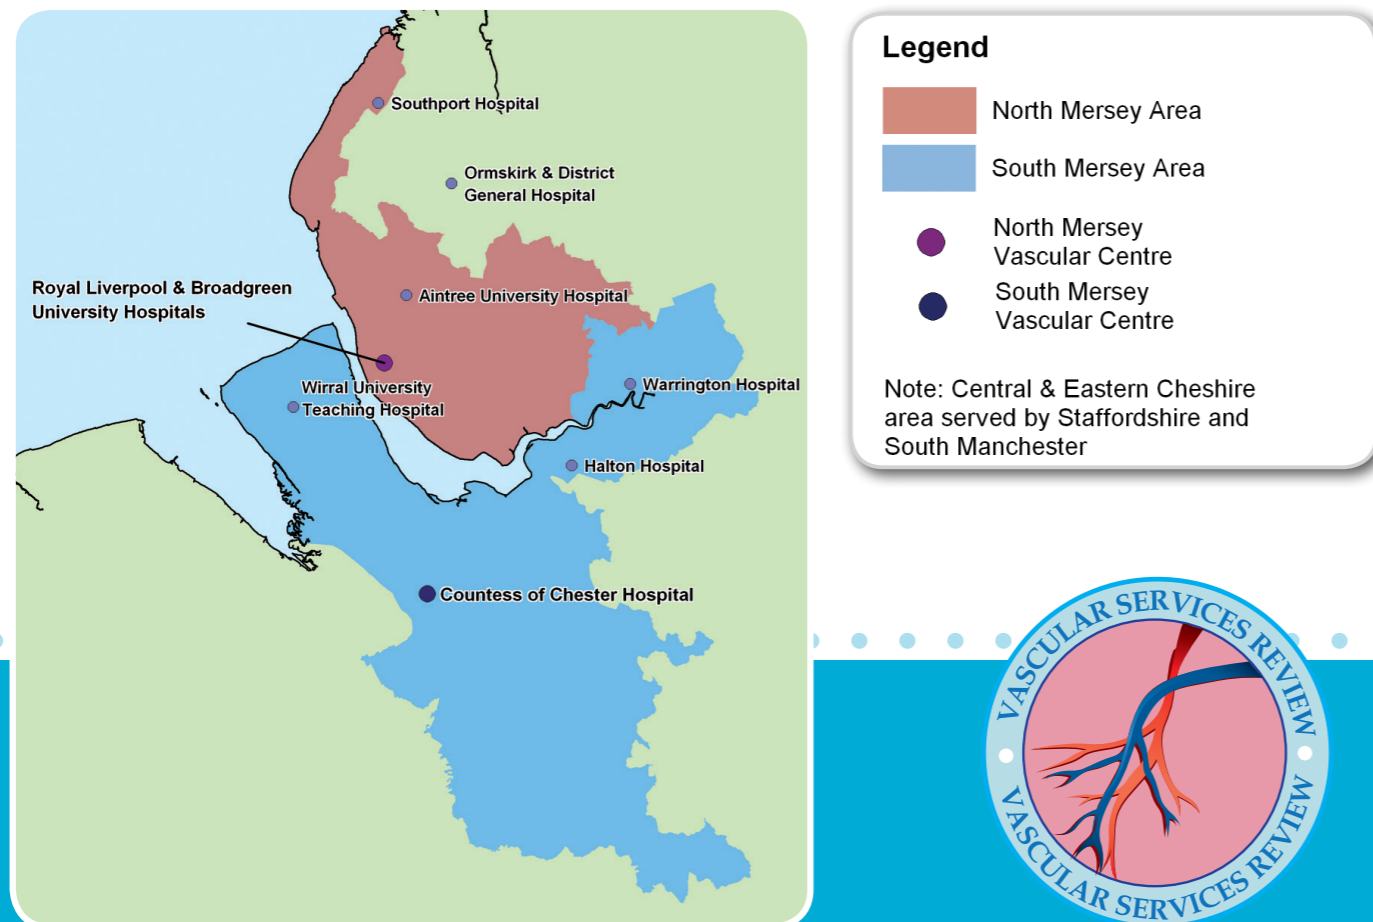 Southport Hospital
Ormskirk & District
General Hospital
Royal Liverpool & Broadgreen
University Hospitals
Aintree University Hospital
Wirral University
Teaching Hospital
Warrington Hospital
Halton Hospital
Countess of Chester Hospital
Legend
North Mersey Area
South Mersey Area
North Mersey
Vascular Centre
South Mersey
Vascular Centre
Note: Central & Eastern Cheshire
area served by Staffordshire and
South Manchester
VASCULAR SERVICES REVIEW
VASCULAR SERVICES REVIEW